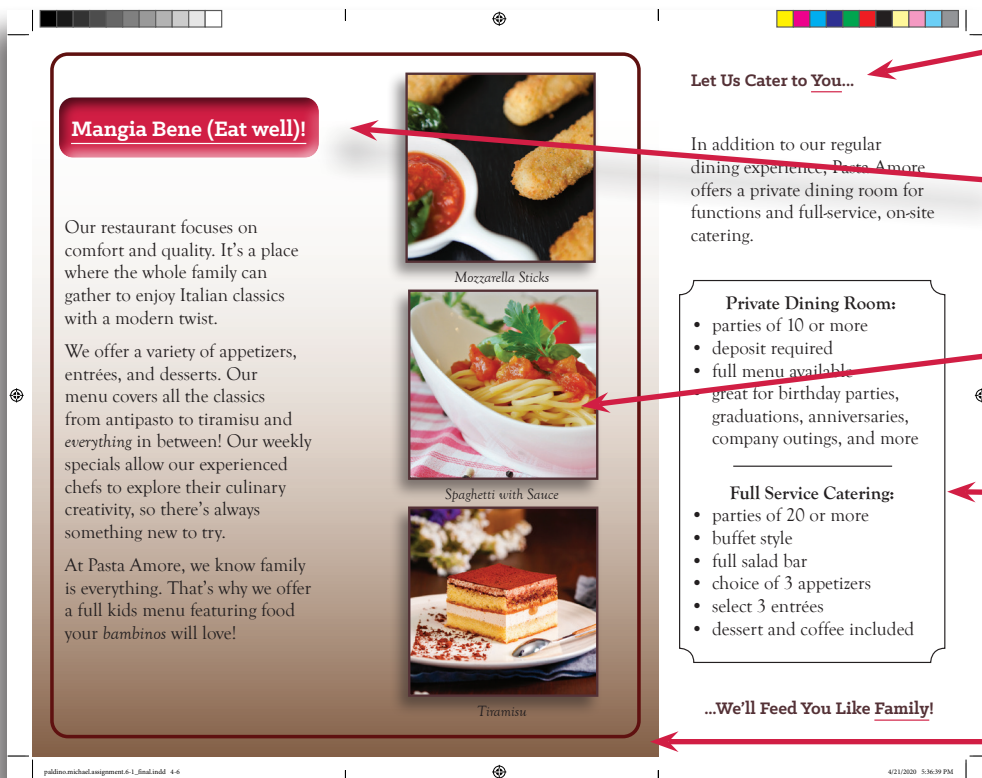 Mangia Bene (Eat well)!
Our restaurant focuses on
comfort and quality. It's a place
where the whole family can
gather to enjoy Italian classics
with a modern twist.
We offer a variety of appetizers,
entrées, and desserts. Our
menu covers all the classics
from antipasto to tiramisu and
everything in between! Our weekly
specials allow our experienced
chefs to explore their culinary
creativity, so there's always
something new to try.
At Pasta Amore, we know family
is everything. That's why we offer
a full kids menu featuring food
your bambinos will love!
Mozzarella Sticks
Spaghetti with Sauce
Tiramisu
Let Us Cater to You...
In addition to our regular
dining experience, Pasta Amore
offers a private dining room for
functions and full-service, on-site
catering.
Private Dining Room:
• parties of 10 or more
• deposit required
• full menu available
• great for birthday parties,
graduations, anniversaries,
company outings, and more
Full Service Catering:
• parties of 20 or more
• buffet style
• full salad bar
• choice of 3 appetizers
• select 3 entrées
• dessert and coffee included
...We'll Feed You Like Family!
paldino.michael.assignment.6-1_final.indd 4-6
4/21/2020 5:36:39 PM